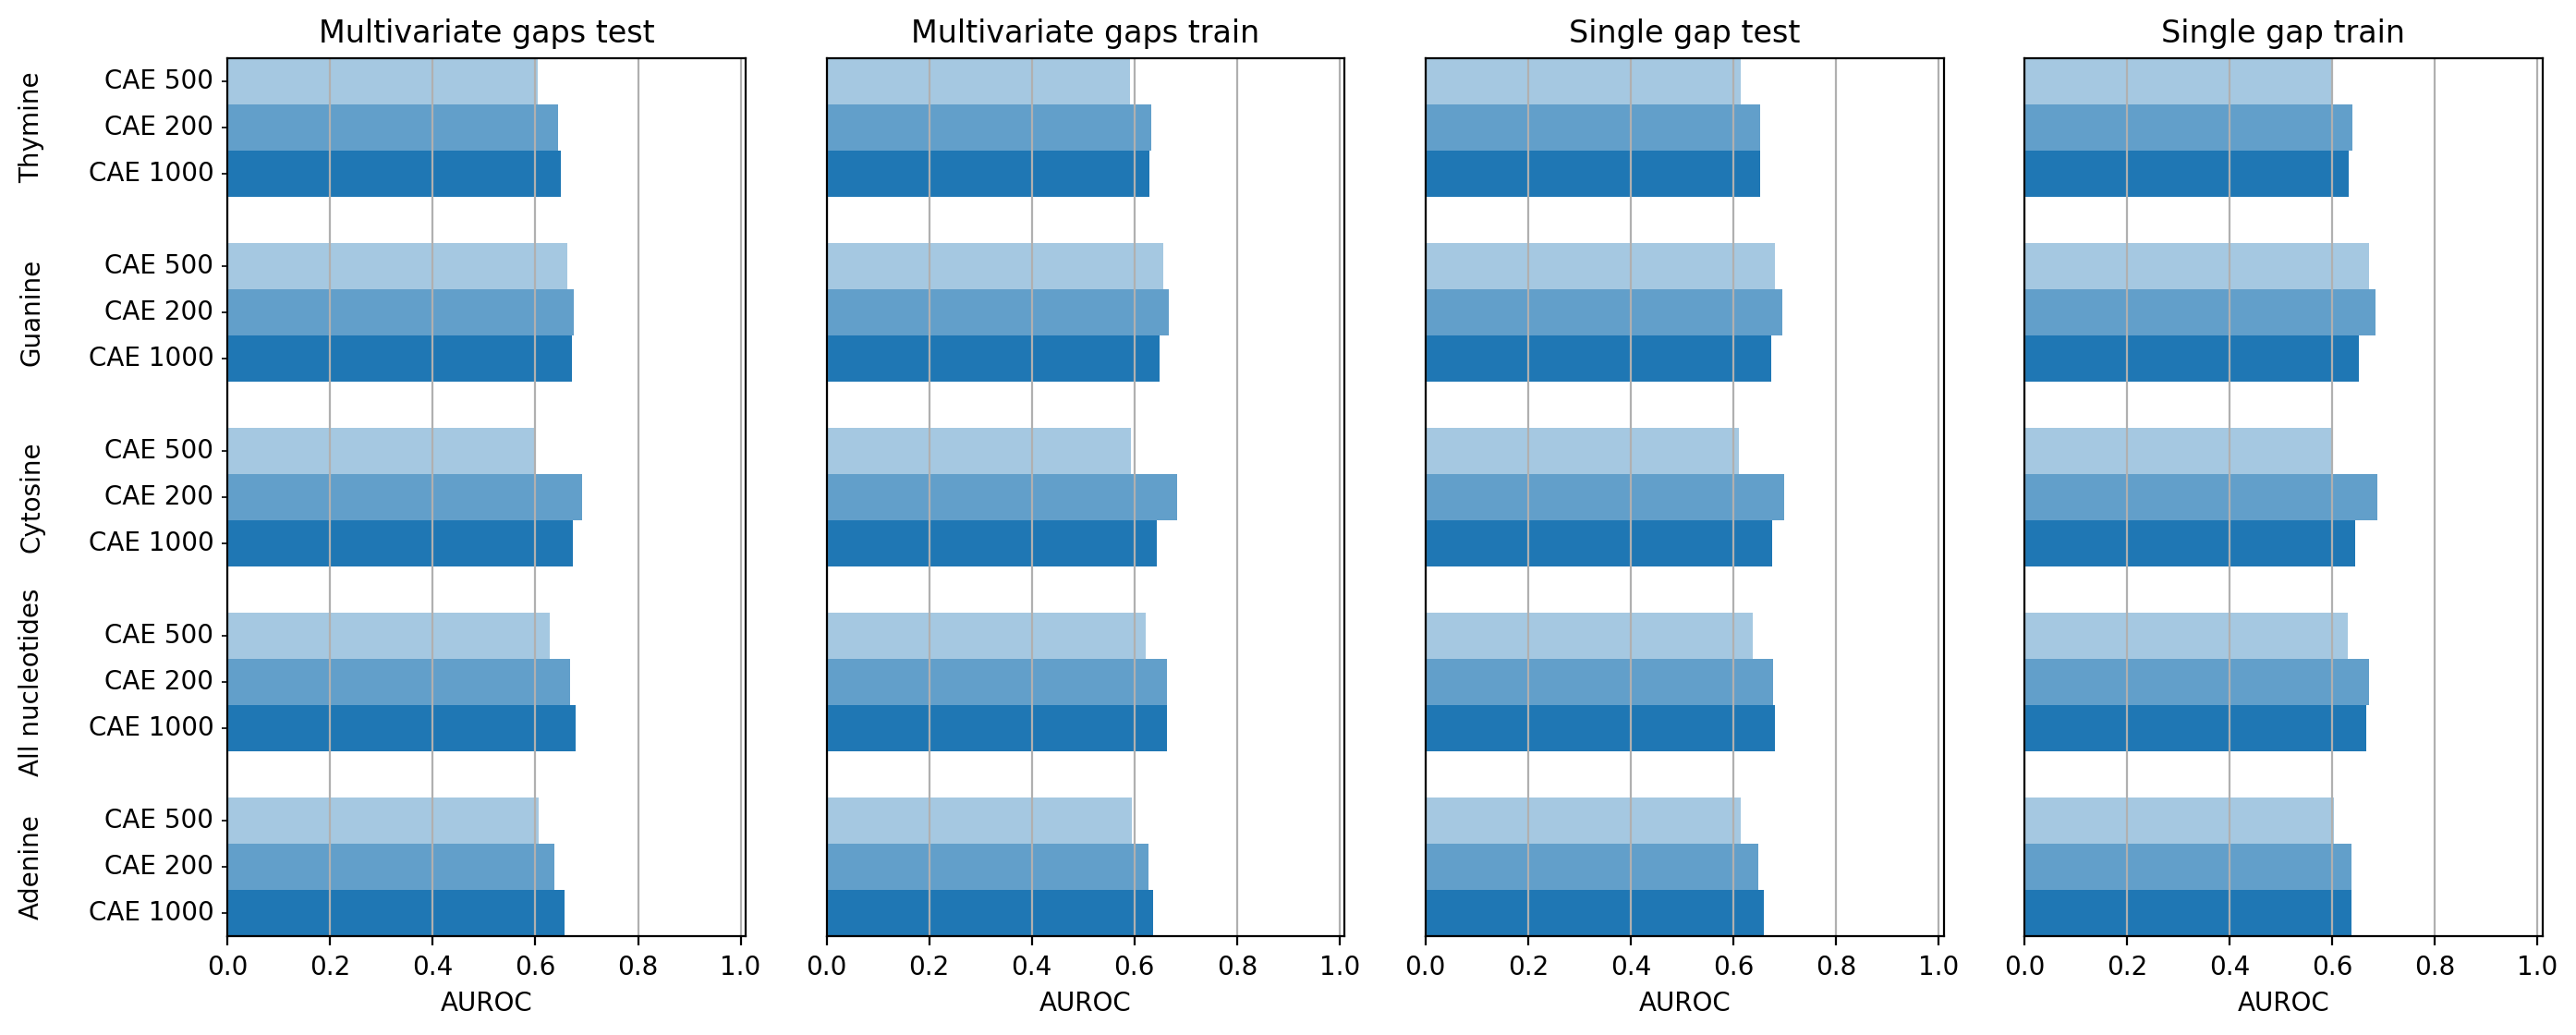 Multivariate gaps test
Multivariate gaps train
Single gap test
Single gap train
Thymine
CAE 500
CAE 200
CAE 1000
Guanine
CAE 500
CAE 200
CAE 1000
Cytosine
CAE 500
CAE 200
CAE 1000
All nucleotides
CAE 500
CAE 200
CAE 1000
Adenine
CAE 500
CAE 200
CAE 1000
0.0 0.2 0.4 0.6 0.8 1.0
0.0 0.2 0.4 0.6 0.8 1.0
0.0 0.2 0.4 0.6 0.8 1.0
0.0 0.2 0.4 0.6 0.8 1.0
AUROC
AUROC
AUROC
AUROC